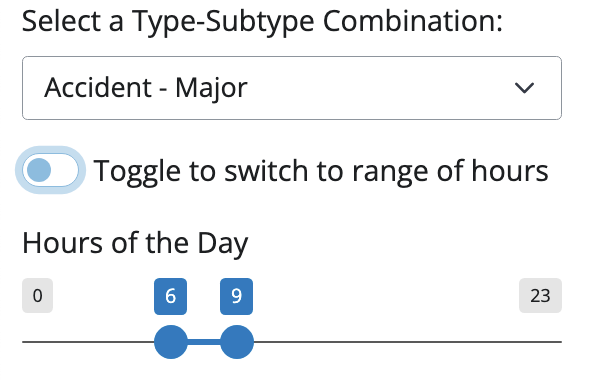 Select a Type-Subtype Combination:
Accident - Major
Toggle to switch to range of hours
Hours of the Day
0 6 9 23